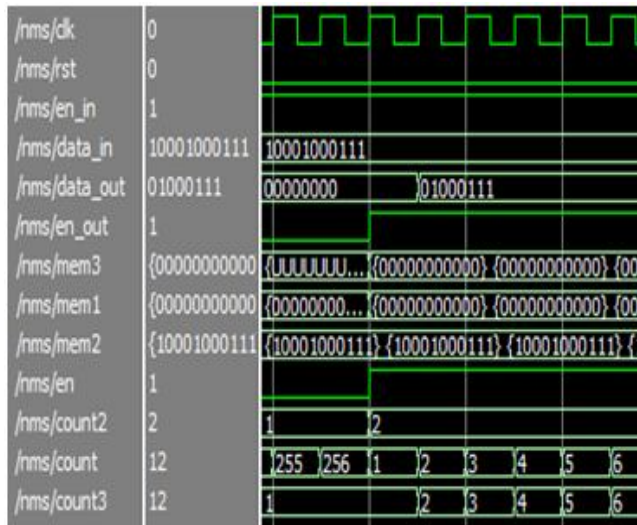 /nms/clk 0
/nms/rst 0
/nms/en_in 1
/nms/data_in 10001000111 10001000111
/nms/data_out 01000111 00000000 01000111
/nms/en_out 1
/nms/mem3 {00000000000 {UUUUUUU... {00000000000} {00000000000} {00
/nms/mem1 {00000000000 {00000000... {00000000000} {00000000000} {00
/nms/mem2 {10001000111 {10001000111} {10001000111} {10001000111} {
/nms/en 1
/nms/count2 2 1 2
/nms/count 12 255 256 1 2 3 4 5 6
/nms/count3 12 1 2 3 4 5 6